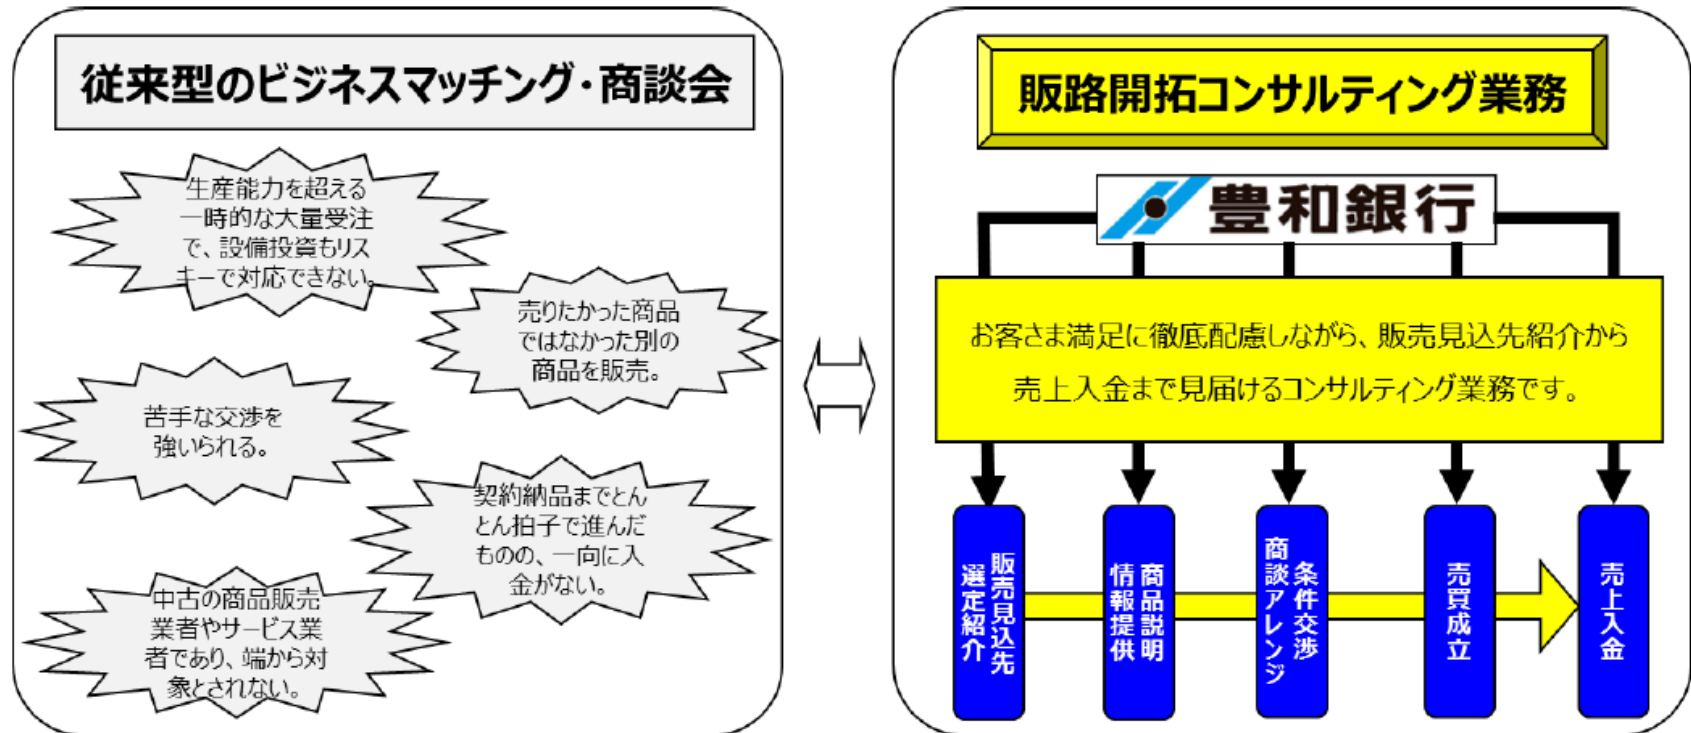 従来型のビジネスマッチング・商談会
生産能力を超える
一時的な大量受注
で、設備投資もリス
キーで対応できない。
売りたかった商品
ではなかった別の
商品を販売。
苦手な交渉を
強いられる。
契約納品までとん
とん拍子で進んだ
ものの、一向に入
金がない。
中古の商品販売
業者やサービス業
者であり、端から対
象とされない。
販路開拓コンサルティング業務
豊和銀行
お客さま満足に徹底配慮しながら、販売見込先紹介から
売上入金まで見届けるコンサルティング業務です。
販売見込先
選定紹介
商品説明
情報提供
条件交渉
商談アレンジ
売買成立
売上入金